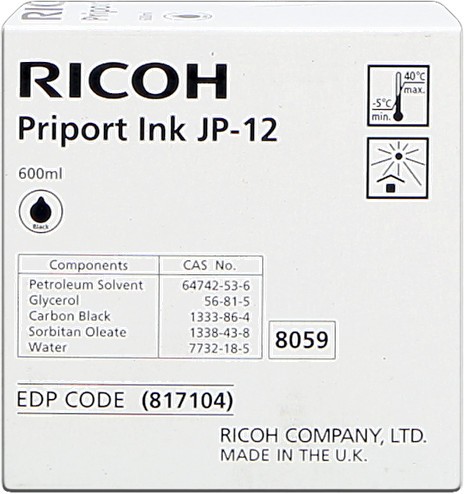 RICOH
Priport Ink JP-12
40°C
max.
-5°C
min.
600ml
Black
Components CAS No.
Petroleum Solvent 64742-53-6
Glycerol 56-81-5
Carbon Black 1333-86-4
Sorbitan Oleate 1338-43-8
Water 7732-18-5
8059
EDP CODE (817104)
RICOH COMPANY, LTD.
MADE IN THE U.K.